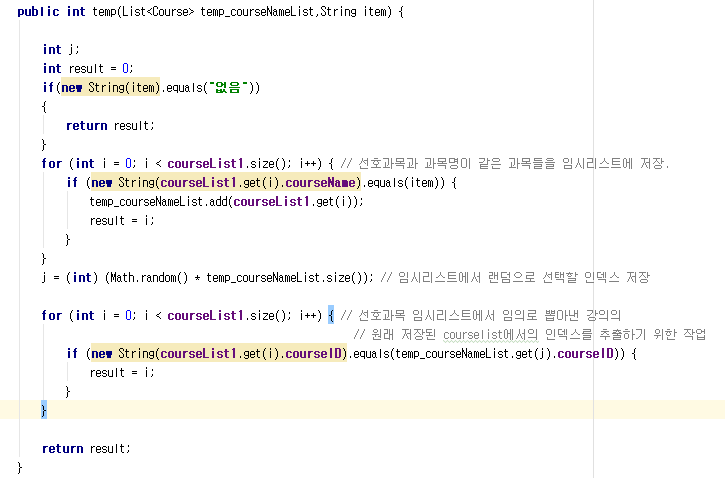 public int temp(List<Course> temp_courseNameList,String item) {
int j;
int result = 0;
if(new String(item).equals("없음"))
{
return result;
}
for (int i = 0; i < courseList1.size(); i++) { // 선호과목과 과목명이 같은 과목들을 임시리스트에 저장.
if (new String(courseList1.get(i).courseName).equals(item)) {
temp_courseNameList.add(courseList1.get(i));
result = i;
}
}
j = (int) (Math.random() * temp_courseNameList.size()); // 임시리스트에서 랜덤으로 선택할 인덱스 저장
for (int i = 0; i < courseList1.size(); i++) { // 선호과목 임시리스트에서 임의로 뽑아낸 강의의
// 원래 저장된 courselist에서의 인덱스를 추출하기 위한 작업
if (new String(courseList1.get(i).courseID).equals(temp_courseNameList.get(j).courseID)) {
result = i;
}
}
return result;
}